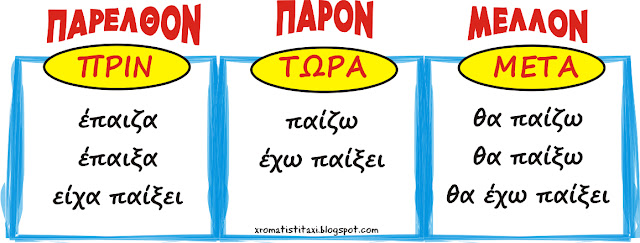 ΠΑΡΕΛΘΟΝ
ΠΡΙΝ
έπαιζα
έπαιξα
είχα παίξει
ΠΑΡΟΝ
ΤΩΡΑ
παίζω
έχω παίξει
ΜΕΛΛΟΝ
ΜΕΤΑ
θα παίζω
θα παίξω
θα έχω παίξει
xromatistitaxi.blogspot.com